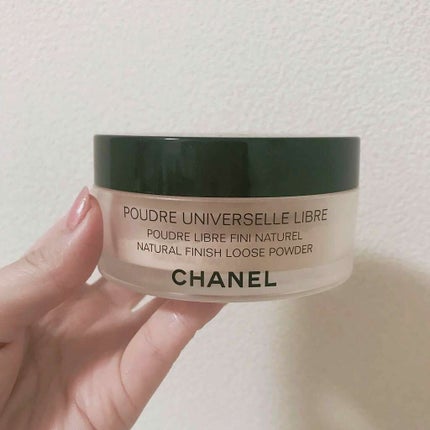 POUDRE UNIVERSELLE LIBRE
POUDRE LIBRE FINI NATUREL
NATURAL FINISH LOOSE POWDER
CHANEL